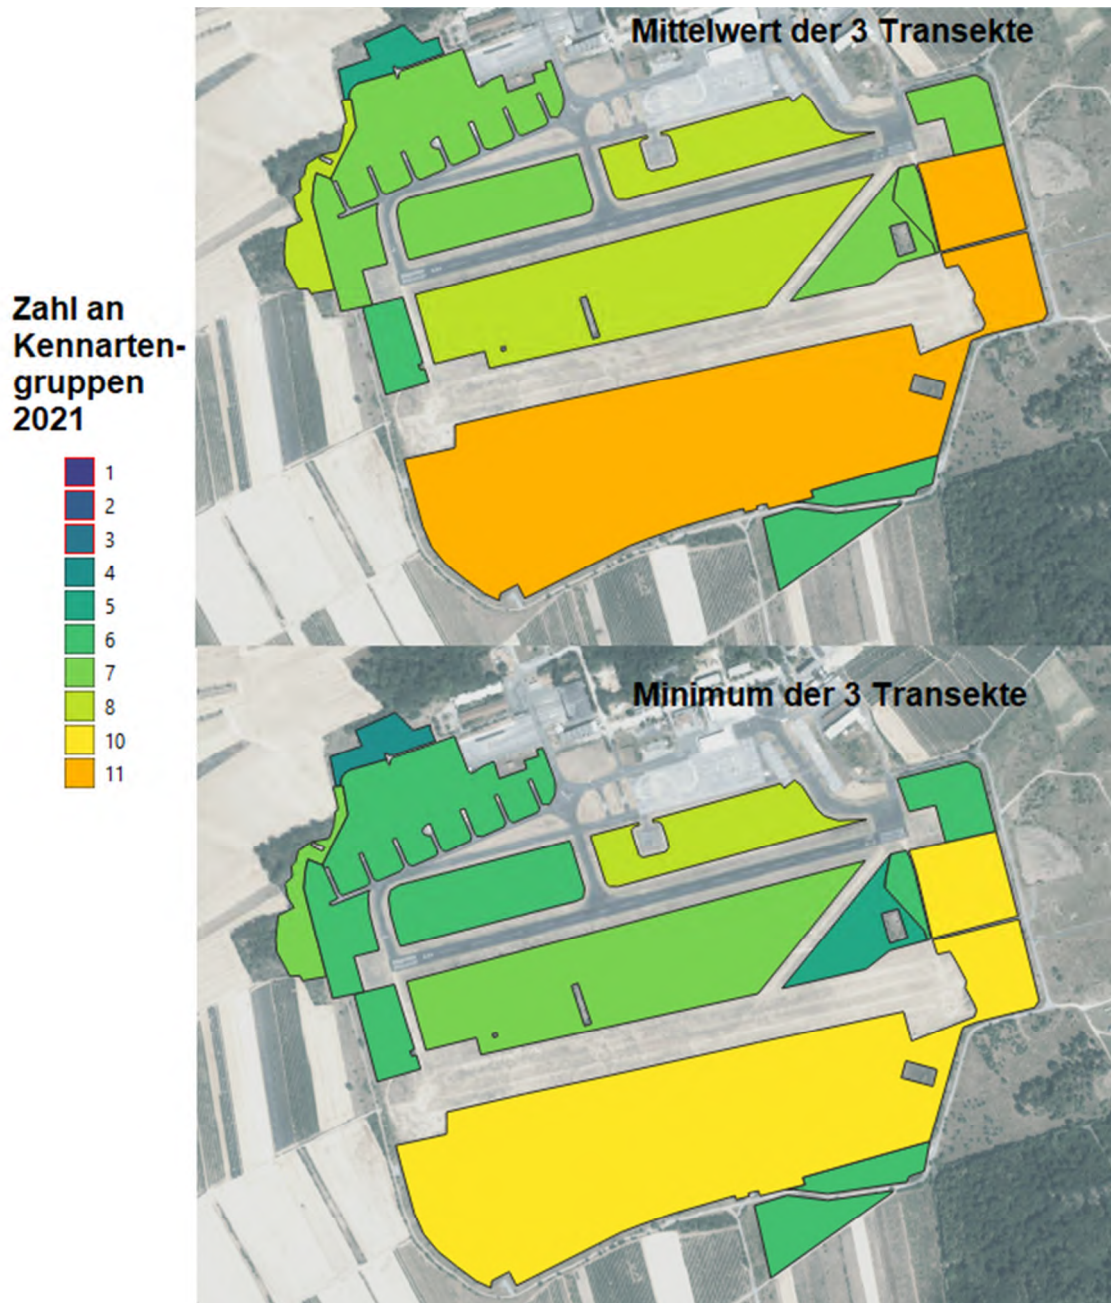 Mittelwert der 3 Transekte
Zahl an
Kennarten-
gruppen
2021
1
2
3
4
5
6
7
8
10
11
Minimum der 3 Transekte